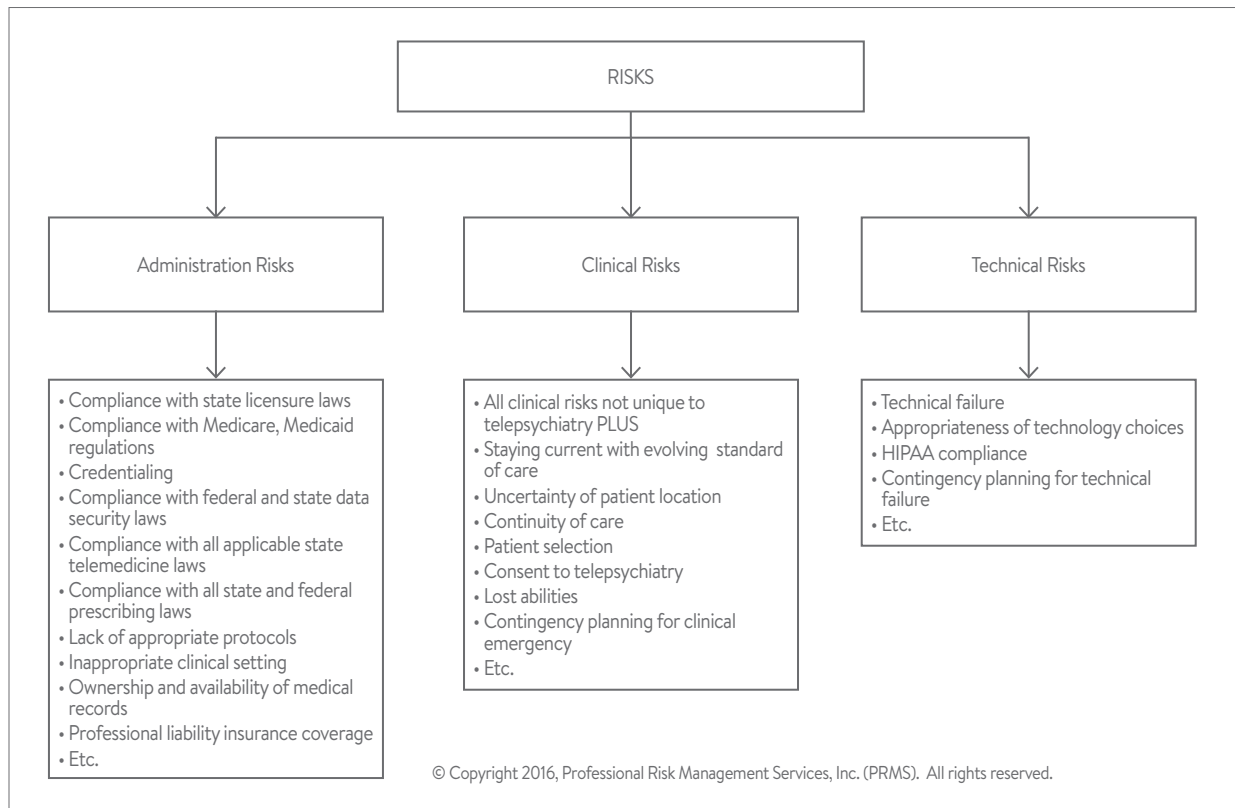 RISKS
Administration Risks
Clinical Risks
Technical Risks
• Compliance with state licensure laws
• Compliance with Medicare, Medicaid
regulations
• Credentialing
• Compliance with federal and state data
security laws
• Compliance with all applicable state
telemedicine laws
• Compliance with all state and federal
prescribing laws
• Lack of appropriate protocols
• Inappropriate clinical setting
• Ownership and availability of medical
records
• Professional liability insurance coverage
• Etc.
• All clinical risks not unique to
telepsychiatry PLUS
• Staying current with evolving standard
of care
• Uncertainty of patient location
• Continuity of care
• Patient selection
• Consent to telepsychiatry
• Lost abilities
• Contingency planning for clinical
emergency
• Etc.
• Technical failure
• Appropriateness of technology choices
• HIPAA compliance
• Contingency planning for technical
failure
• Etc.
© Copyright 2016, Professional Risk Management Services, Inc. (PRMS). All rights reserved.